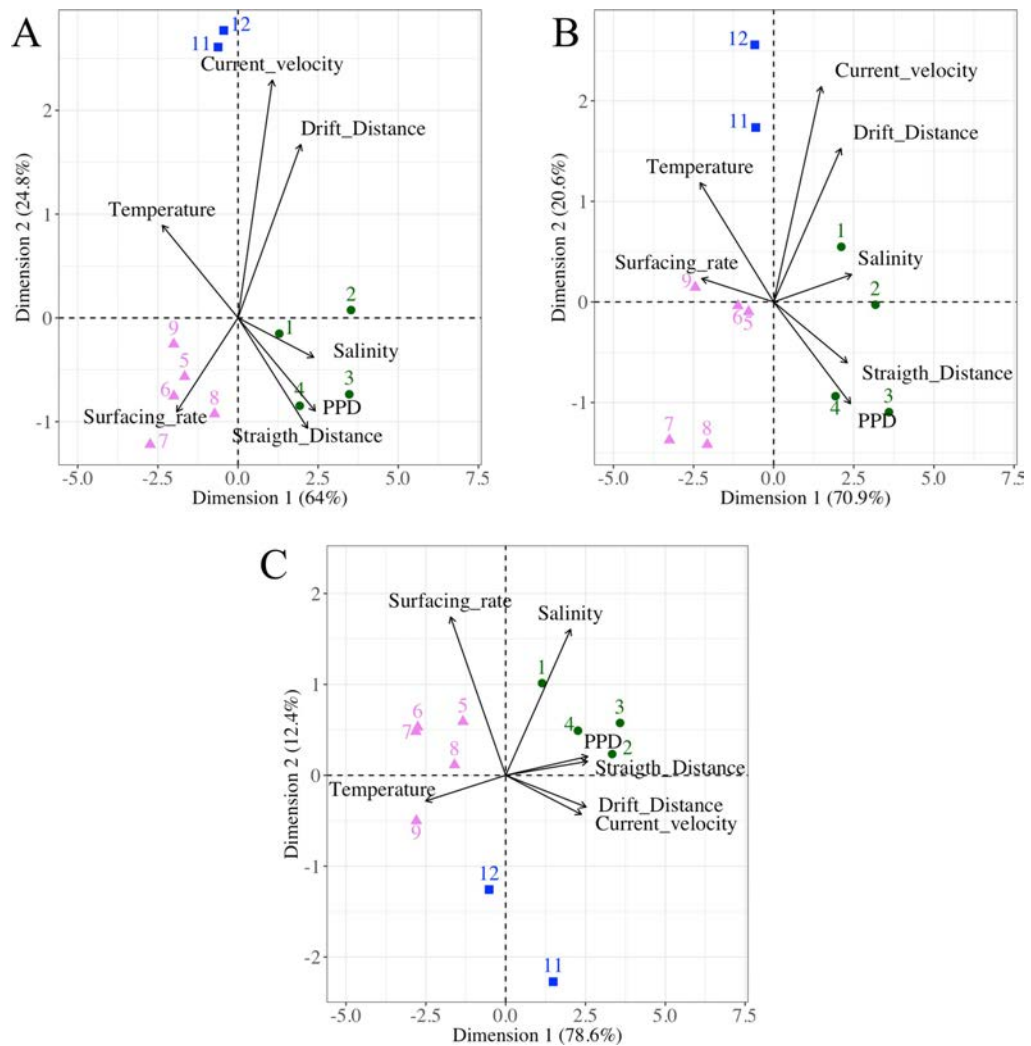 A
12
11
Current_velocity
2
Drift_Distance
Temperature
1
2
0
9
1
Salinity
5
3
6
8
4
PPD
Surfacing_rate
-1
Straigth_Distance
7
-5.0 -2.5 0.0 2.5 5.0 7.5
Dimension 1 (64%)
Dimension 2 (24.8%)
B
12
Current_velocity
2
11
Drift_Distance
Temperature
1
1
Surfacing_rate
Salinity
9
2
0
6 5
Straigth_Distance
-1
4
3
PPD
7 8
-5.0 -2.5 0.0 2.5 5.0 7.5
Dimension 1 (70.9%)
Dimension 2 (20.6%)
C
2
Surfacing_rate Salinity
1
1
6 5
3
7
4
PPD 2
8
Straigth_Distance
0
Temperature
Drift_Distance
Current_velocity
9
-1
12
-2
11
-5.0 -2.5 0.0 2.5 5.0 7.5
Dimension 1 (78.6%)
Dimension 2 (12.4%)